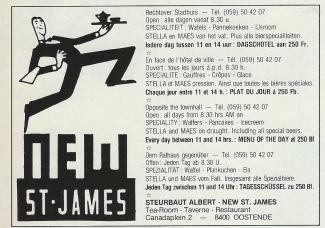 NEW
ST·JAMES
Rechtover Stadhuis — Tel. (059) 50 42 07
Open : alle dagen vanaf 8.30 u.
SPECIALITEIT : Wafels - Pannekoeken - IJsroom
STELLA en MAES van het vat. Plus alle bierspecialiteiten.
Iedere dag tussen 11 en 14 uur : DAGSCHOTEL aan 250 Fr.
☆
En face de l'hôtel de ville — Tél. (059) 50 42 07
Ouvert : tous les jours à.p.d. 8.30 h.
SPECIALITE : Gauffres - Crêpes - Glace
STELLA et MAES pression. Ainsi que toutes les bières spéciales.
Chaque jour entre 11 et 14 h. : PLAT DU JOUR à 250 Fb.
☆
Opposite the townhall — Tel. (059) 50 42 07
Open : all days from 8.30 hrs AM on
SPECIALITY : Waffers - Pancakes - Icecreem
STELLA and MAES on draught. Including all special beers.
Every day between 11 and 14 hrs. : MENU OF THE DAY at 250 Bf
☆
Dem Rathaus gegenüber — Tel. (059) 50 42 07
Offen : Jeden Tag ab 8.30 U.
SPEZIALITÄT : Waffel - Plankuchen - Eis
STELLA und MAES vom Faß. Insgesamt alle Spezialbiere.
Jeden Tag zwischen 11 und 14 Uhr : TAGESSCHÜSSEL zu 250 Bf.
☆
STEURBAUT ALBERT - NEW ST. JAMES
Tea-Room - Taverne - Restaurant
Canadaplein 2 — 8400 OOSTENDE